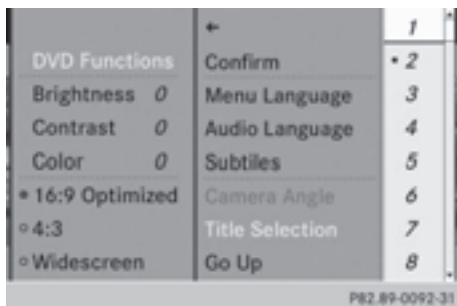 DVD Functions
Brightness 0
Contrast 0
Color 0
16:9 Optimized
4:3
Widescreen
←
Confirm
Menu Language
Audio Language
Subtiles
Camera Angle
Title Selection
Go Up
1
• 2
3
4
5
6
7
8
P82.89-0092-31